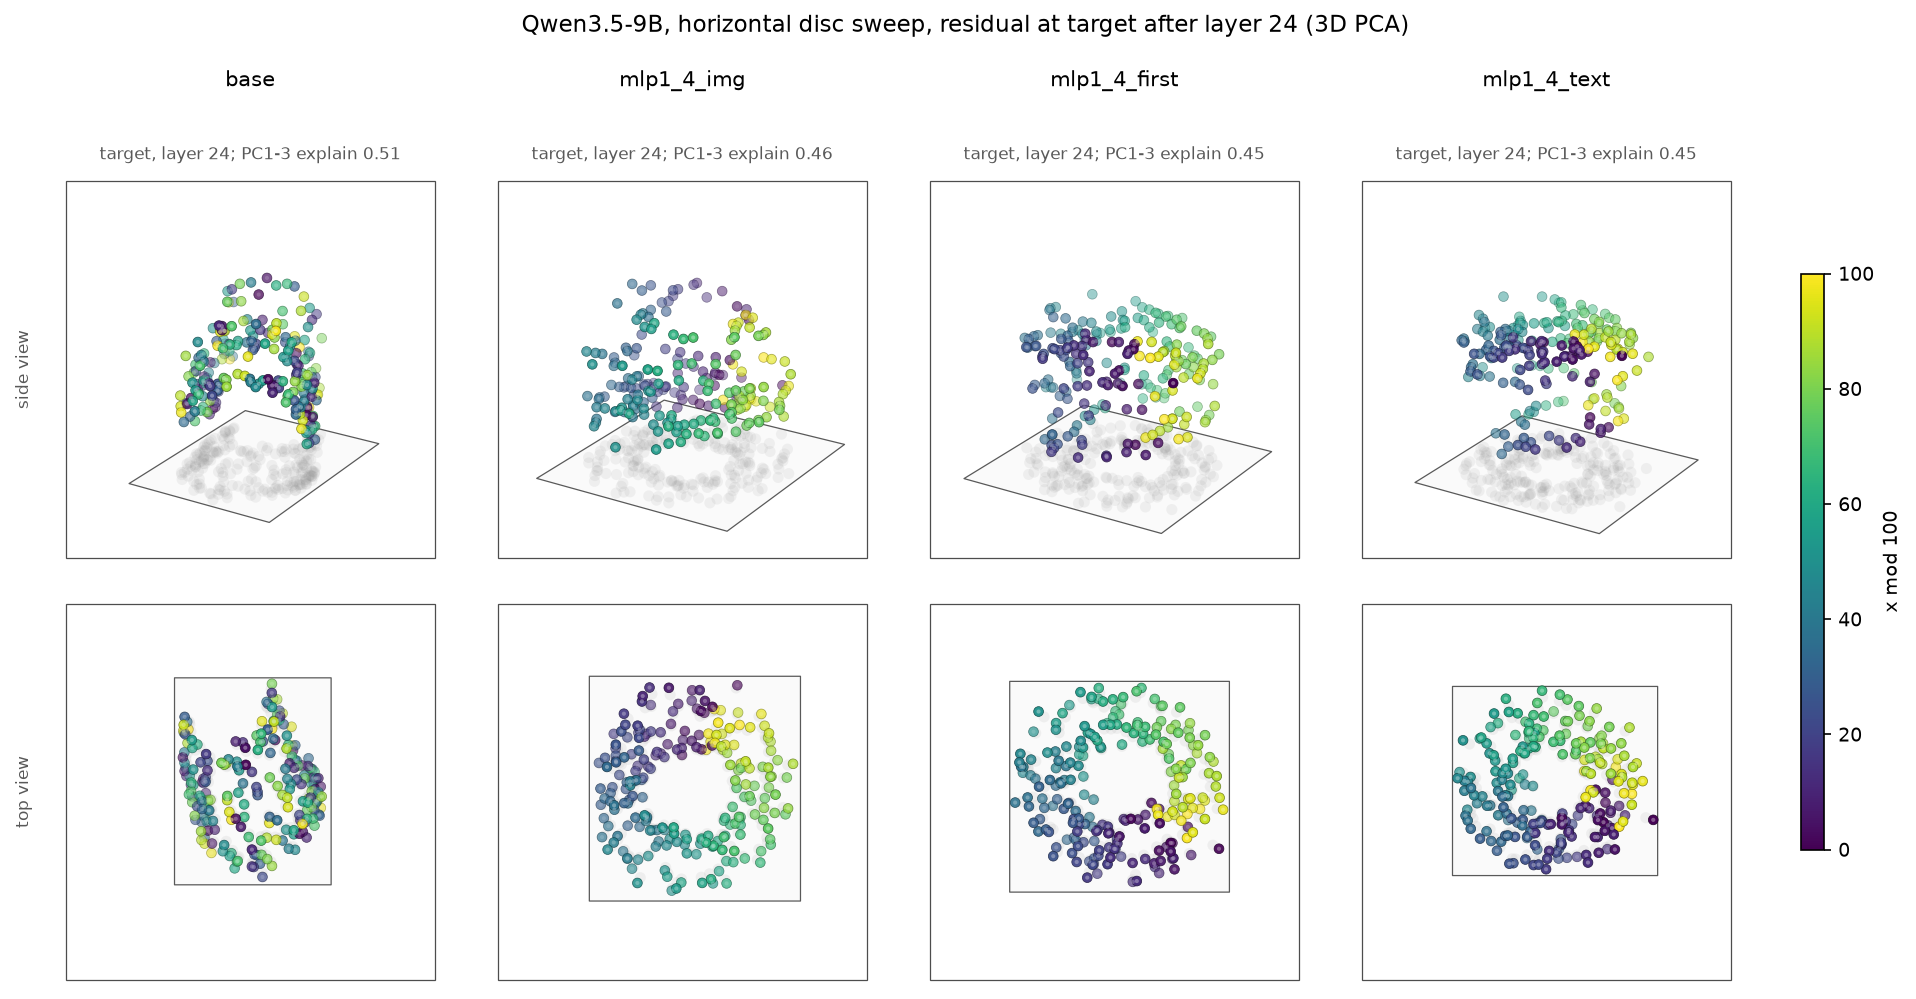 Qwen3.5-9B, horizontal disc sweep, residual at target after layer 24 (3D PCA)
base
mlp1_4_img
mlp1_4_first
mlp1_4_text
target, layer 24; PC1-3 explain 0.51
target, layer 24; PC1-3 explain 0.46
target, layer 24; PC1-3 explain 0.45
target, layer 24; PC1-3 explain 0.45
side view
top view
100
80
60
40
20
0
x mod 100